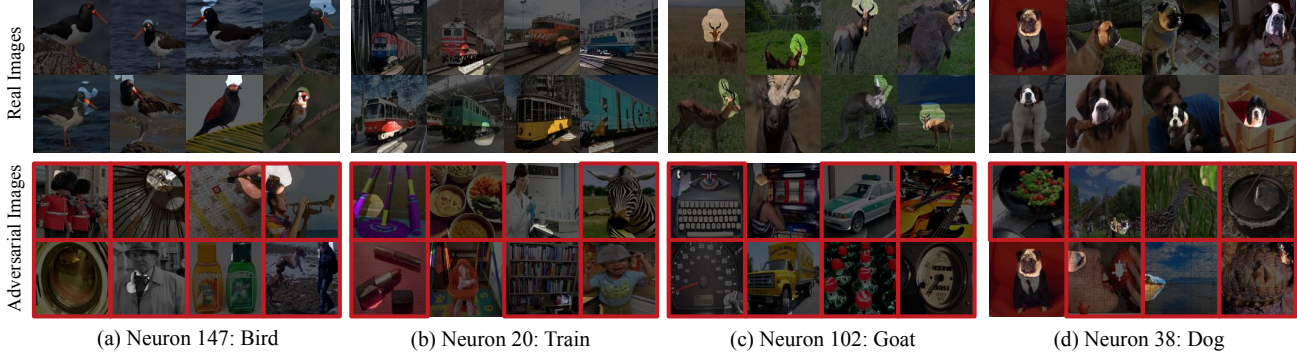 Real Images
Adversarial Images
(a) Neuron 147: Bird
(b) Neuron 20: Train
(c) Neuron 102: Goat
(d) Neuron 38: Dog